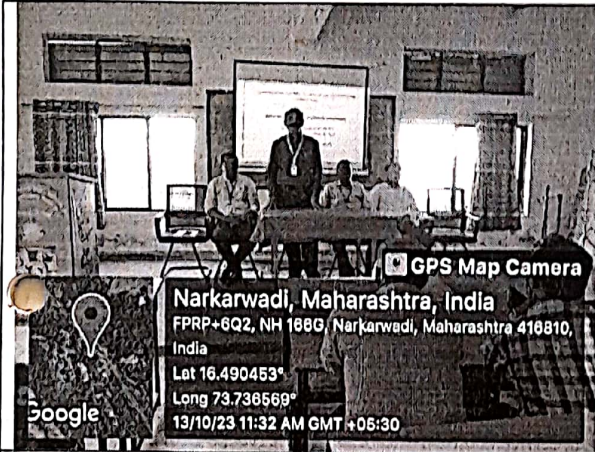 GPS Map Camera
Narkarwadi, Maharashtra, India
FPRP+6Q2, NH 166G, Narkarwadi, Maharashtra 416810,
India
Lat 16.490453°
Long 73.736569°
13/10/23 11:32 AM GMT +05:30
Google